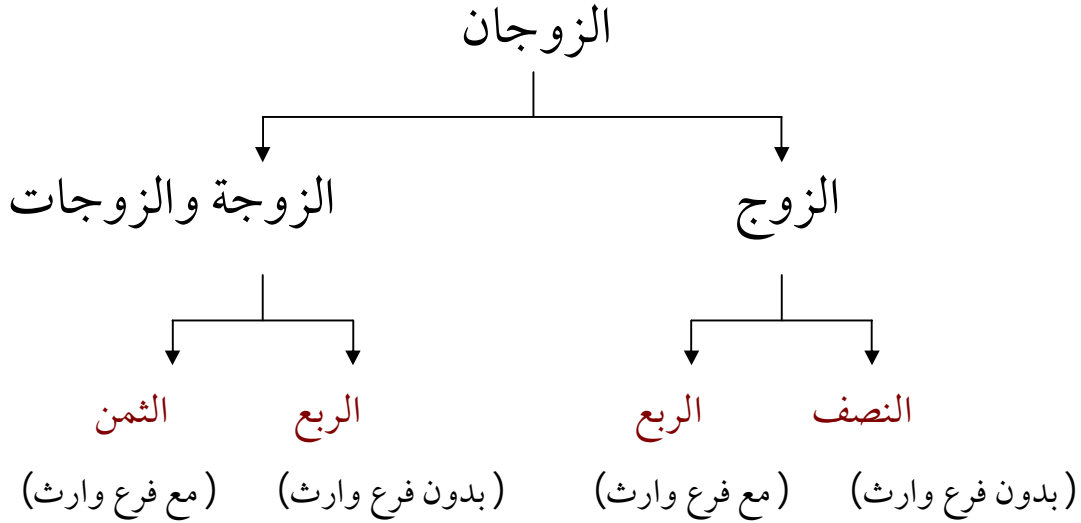 الزوجان
الزوج
الزوجة والزوجات
النصف
الربع
الربع
الثمن
(بدون فرع وارث)
(مع فرع وارث)
(بدون فرع وارث)
(مع فرع وارث)